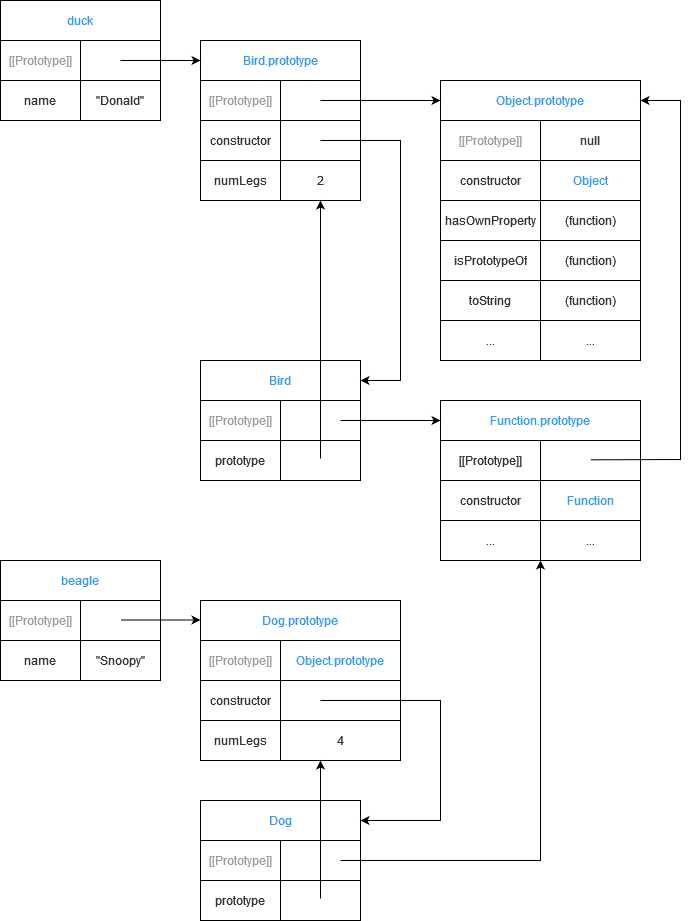 duck
[[Prototype]]
name "Donald"
Bird.prototype
[[Prototype]]
constructor
numLegs 2
Object.prototype
[[Prototype]] null
constructor Object
hasOwnProperty (function)
isPrototypeOf (function)
toString (function)
... ...
Bird
[[Prototype]]
prototype
Function.prototype
[[Prototype]]
constructor Function
... ...
beagle
[[Prototype]]
name "Snoopy"
Dog.prototype
[[Prototype]] Object.prototype
constructor
numLegs 4
Dog
[[Prototype]]
prototype